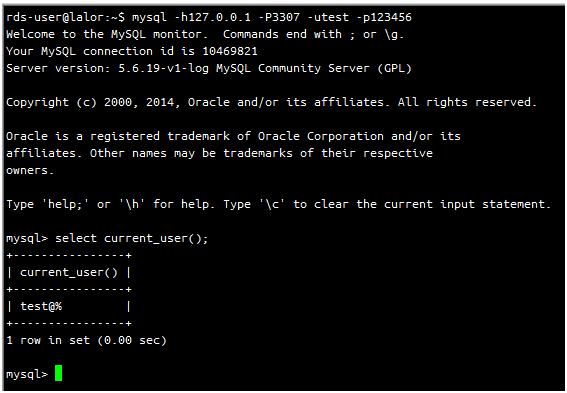 rds-user@lalor:~$ mysql -h127.0.0.1 -P3307 -utest -p123456
Welcome to the MySQL monitor.  Commands end with ; or \g.
Your MySQL connection id is 10469821
Server version: 5.6.19-v1-log MySQL Community Server (GPL)
Copyright (c) 2000, 2014, Oracle and/or its affiliates. All rights reserved.
Oracle is a registered trademark of Oracle Corporation and/or its
affiliates. Other names may be trademarks of their respective
owners.
Type 'help;' or '\h' for help. Type '\c' to clear the current input statement.
mysql> select current_user();
+----------------+
| current_user() |
+----------------+
| test@%         |
+----------------+
1 row in set (0.00 sec)
mysql>